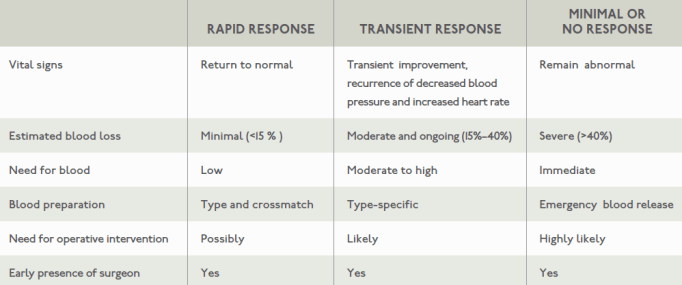 RAPID RESPONSE TRANSIENT RESPONSE MINIMAL OR
NO RESPONSE
Vital signs Return to normal Transient improvement, Remain abnormal
recurrence of decreased blood
pressure and increased heart rate
Estimated blood loss Minimal (<15 % ) Moderate and ongoing (15%–40%) Severe (>40%)
Need for blood Low Moderate to high Immediate
Blood preparation Type and crossmatch Type-specific Emergency blood release
Need for operative intervention Possibly Likely Highly likely
Early presence of surgeon Yes Yes Yes